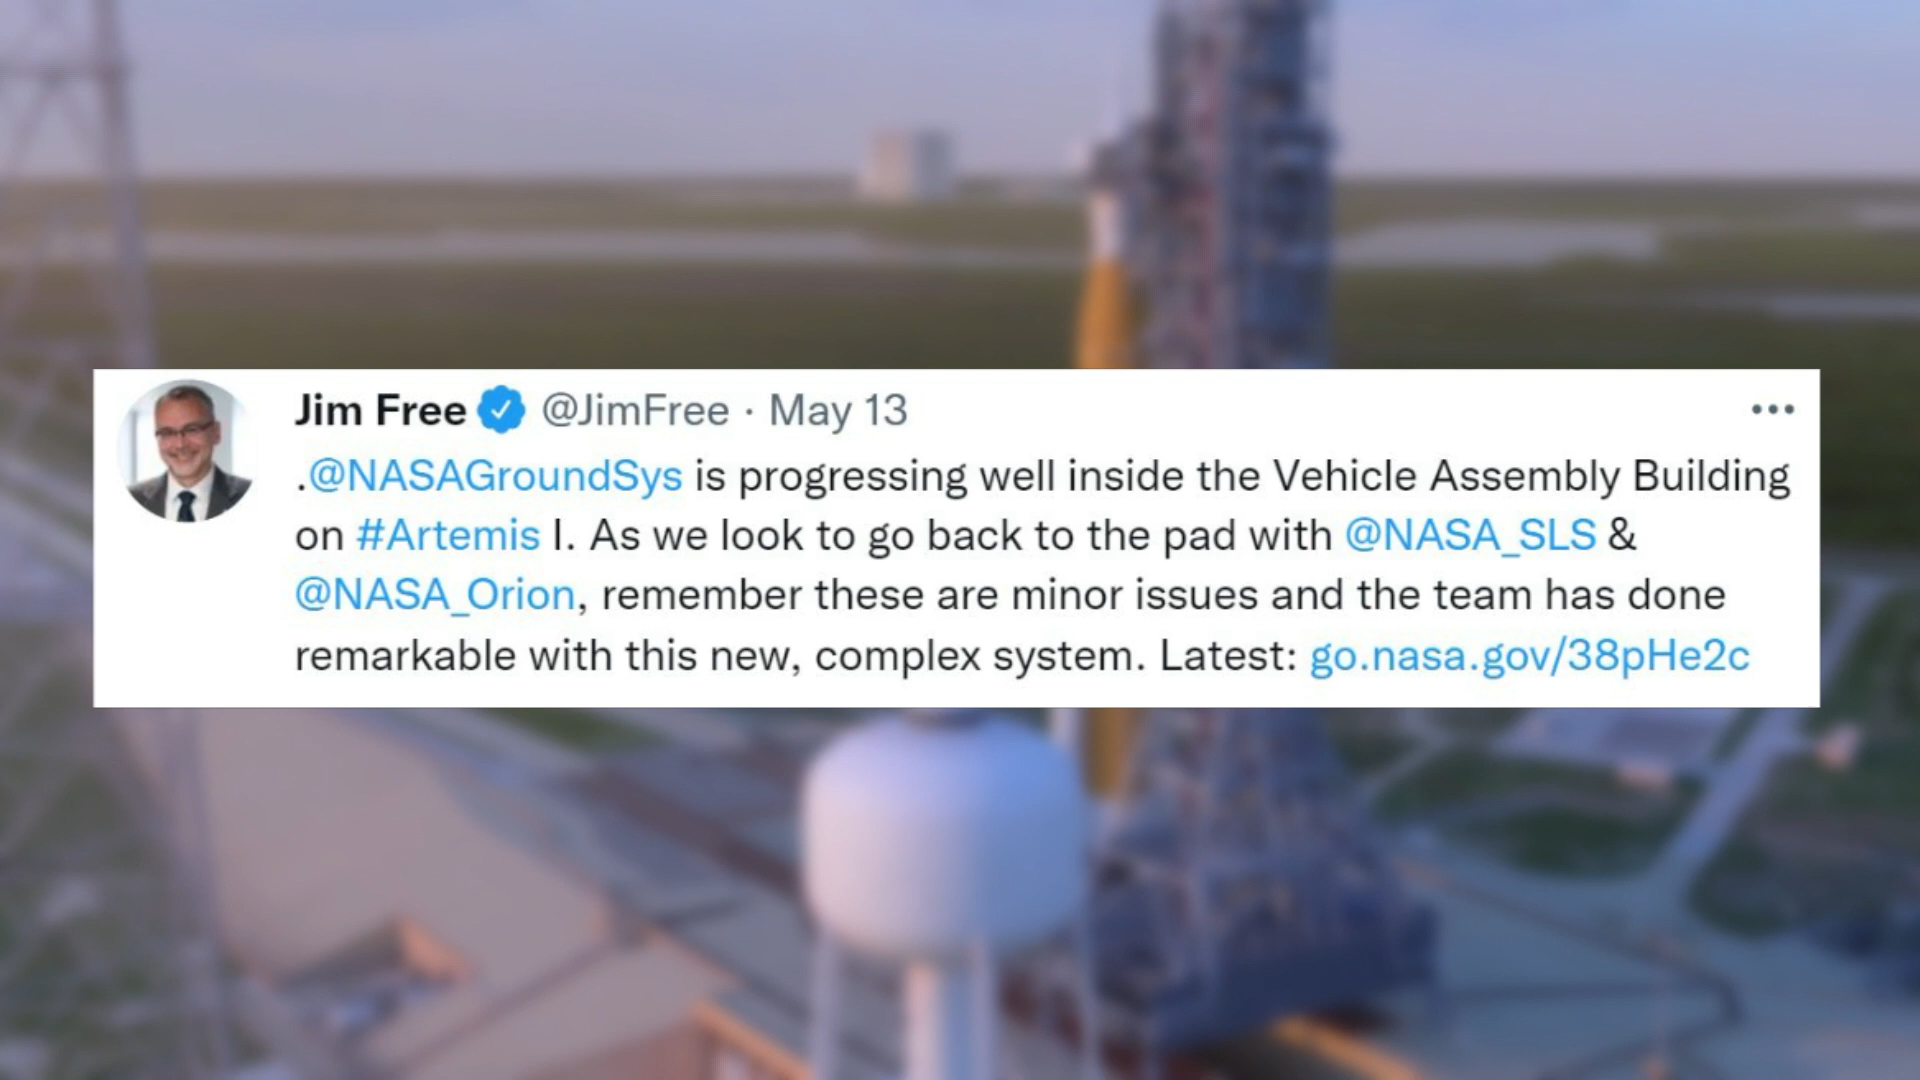 Jim Free @JimFree · May 13
.@NASAGroundSys is progressing well inside the Vehicle Assembly Building
on #Artemis I. As we look to go back to the pad with @NASA_SLS &
@NASA_Orion, remember these are minor issues and the team has done
remarkable with this new, complex system. Latest: go.nasa.gov/38pHe2c